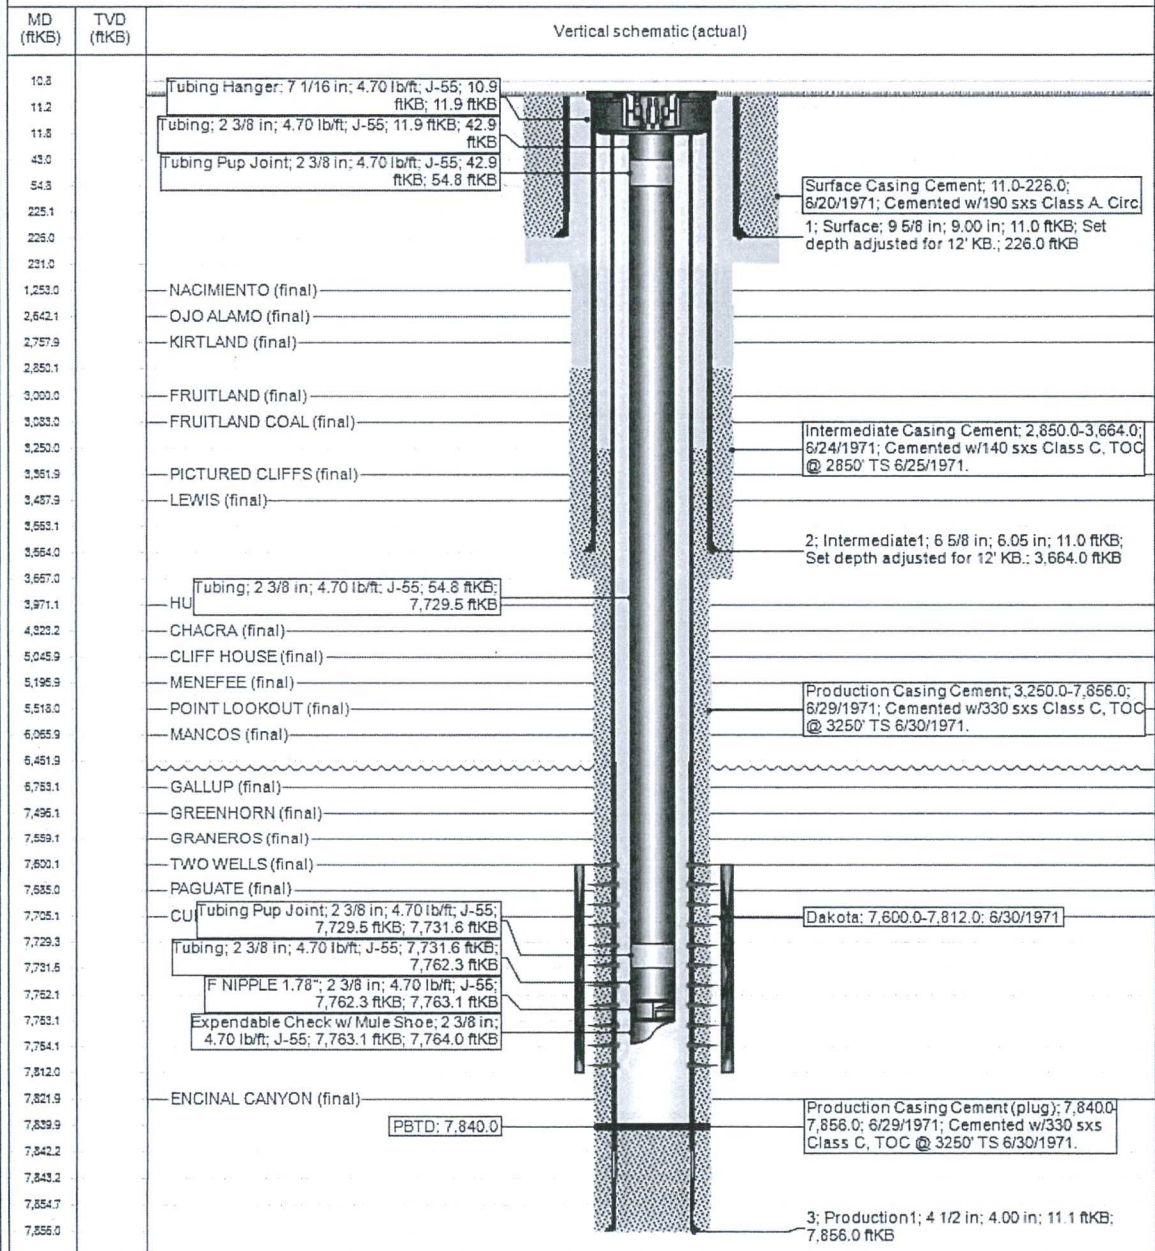 MD
(ftKB)
TVD
(ftKB)
Vertical schematic (actual)
10.8
11.2
11.8
43.0
54.8
225.1
226.0
231.0
1,253.0
2,642.1
2,757.9
2,850.1
3,000.0
3,083.0
3,250.0
3,351.9
3,487.9
3,663.1
3,664.0
3,667.0
3,971.1
4,323.2
5,045.9
5,195.9
5,518.0
6,065.9
6,451.9
6,763.1
7,495.1
7,559.1
7,600.1
7,685.0
7,705.1
7,729.3
7,731.6
7,762.1
7,763.1
7,764.1
7,812.0
7,821.9
7,839.9
7,842.2
7,843.2
7,854.7
7,856.0
Tubing Hanger; 7 1/16 in; 4.70 lb/ft; J-55; 10.9
ftKB; 11.9 ftKB
Tubing; 2 3/8 in; 4.70 lb/ft; J-55; 11.9 ftKB; 42.9
ftKB
Tubing Pup Joint; 2 3/8 in; 4.70 lb/ft; J-55; 42.9
ftKB; 54.8 ftKB
Surface Casing Cement; 11.0-226.0;
6/20/1971; Cemented w/190 sxs Class A. Circ
1; Surface; 9 5/8 in; 9.00 in; 11.0 ftKB; Set
depth adjusted for 12' KB.; 226.0 ftKB
NACIMIENTO (final)
OJO ALAMO (final)
KIRTLAND (final)
FRUITLAND (final)
FRUITLAND COAL (final)
Intermediate Casing Cement; 2,850.0-3,664.0;
6/24/1971; Cemented w/140 sxs Class C, TOC
@ 2850' TS 6/25/1971.
PICTURED CLIFFS (final)
LEWIS (final)
2; Intermediate1; 6 5/8 in; 6.05 in; 11.0 ftKB;
Set depth adjusted for 12' KB.; 3,664.0 ftKB
Tubing; 2 3/8 in; 4.70 lb/ft; J-55; 54.8 ftKB;
7,729.5 ftKB
HU
CHACRA (final)
CLIFF HOUSE (final)
MENEFEE (final)
POINT LOOKOUT (final)
MANCOS (final)
Production Casing Cement; 3,250.0-7,856.0;
6/29/1971; Cemented w/330 sxs Class C, TOC
@ 3250' TS 6/30/1971.
GALLUP (final)
GREENHORN (final)
GRANEROS (final)
TWO WELLS (final)
PAGUATE (final)
CU
Tubing Pup Joint; 2 3/8 in; 4.70 lb/ft; J-55;
7,729.5 ftKB; 7,731.6 ftKB
Dakota; 7,600.0-7,812.0; 6/30/1971
Tubing; 2 3/8 in; 4.70 lb/ft; J-55; 7,731.6 ftKB;
7,762.3 ftKB
F NIPPLE 1.78"; 2 3/8 in; 4.70 lb/ft; J-55;
7,762.3 ftKB; 7,763.1 ftKB
Expendable Check w/ Mule Shoe; 2 3/8 in;
4.70 lb/ft; J-55; 7,763.1 ftKB; 7,764.0 ftKB
ENCINAL CANYON (final)
PBTD; 7,840.0
Production Casing Cement (plug); 7,840.0-
7,856.0; 6/29/1971; Cemented w/330 sxs
Class C, TOC @ 3250' TS 6/30/1971.
3; Production1; 4 1/2 in; 4.00 in; 11.1 ftKB;
7,856.0 ftKB